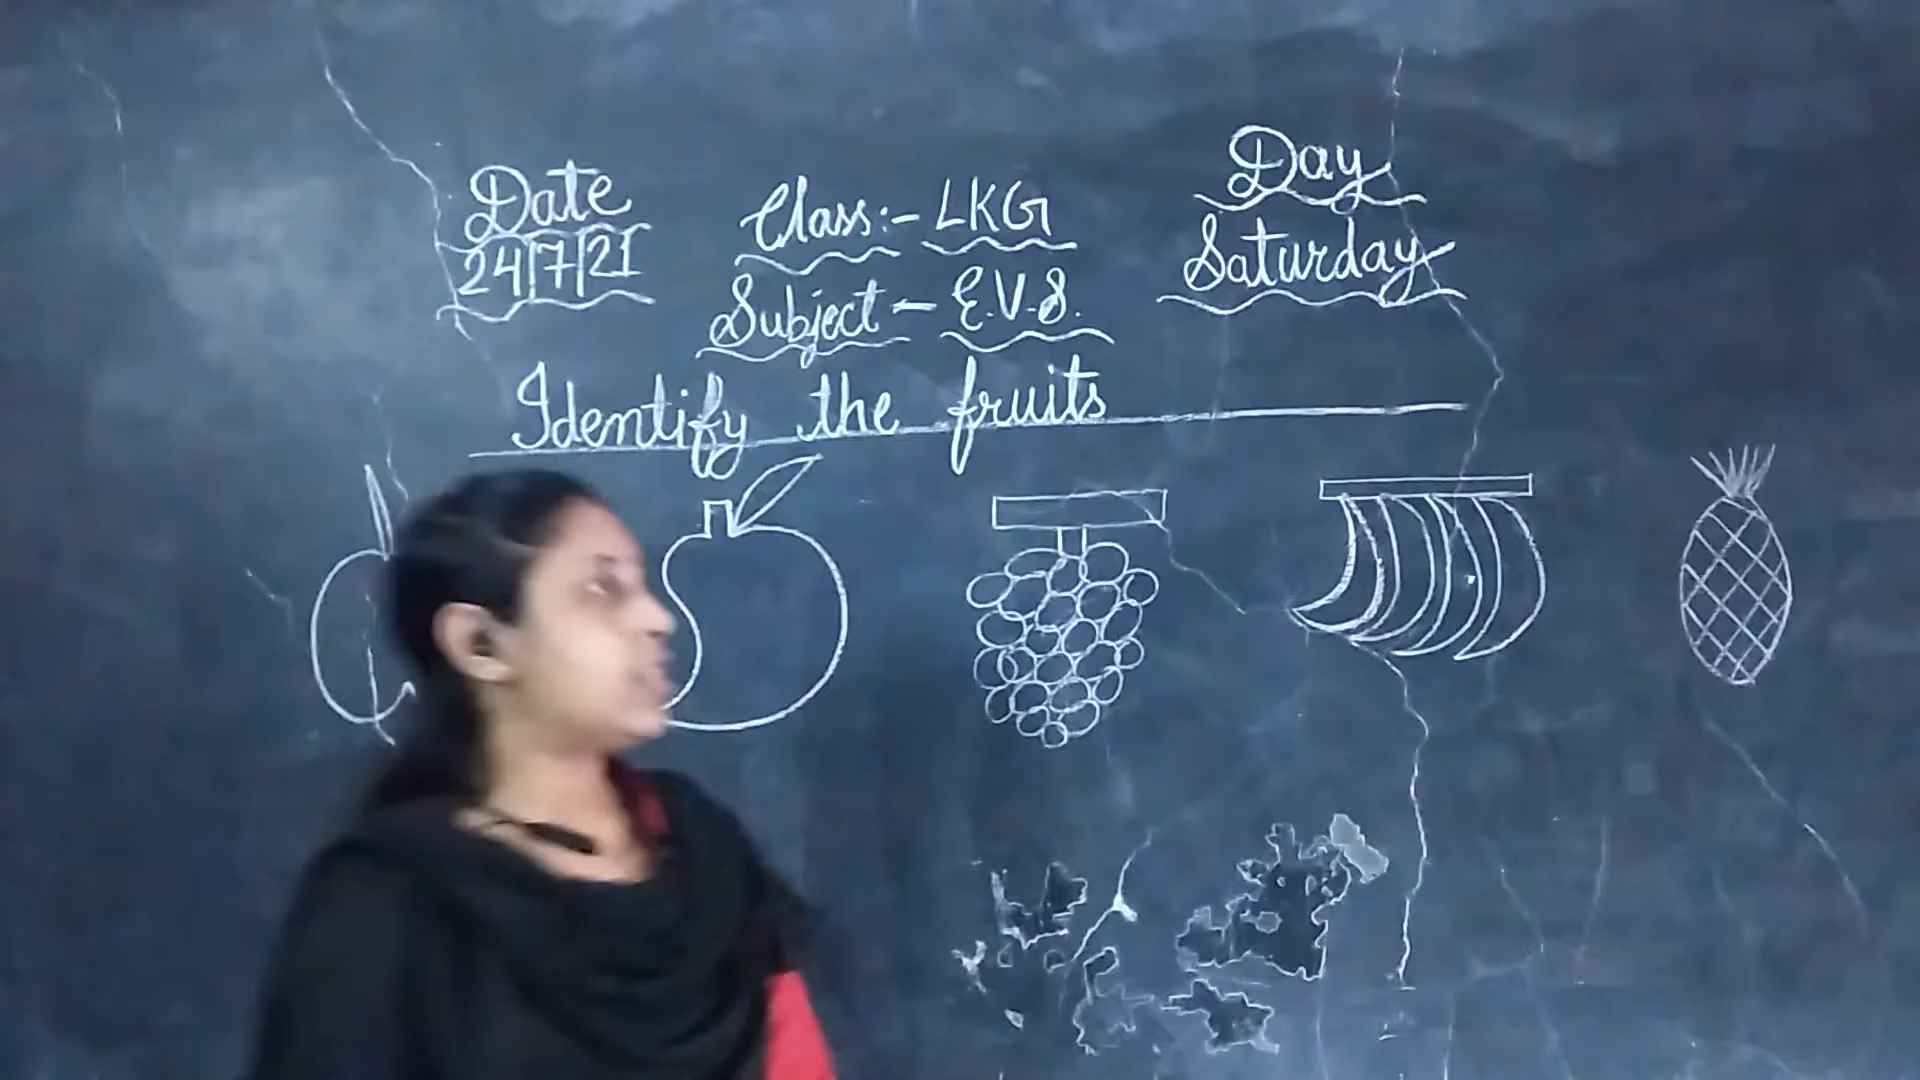 Date
24/7/21
Class:- LKG
Subject - E.V.S.
Day
Saturday
Identify the fruits